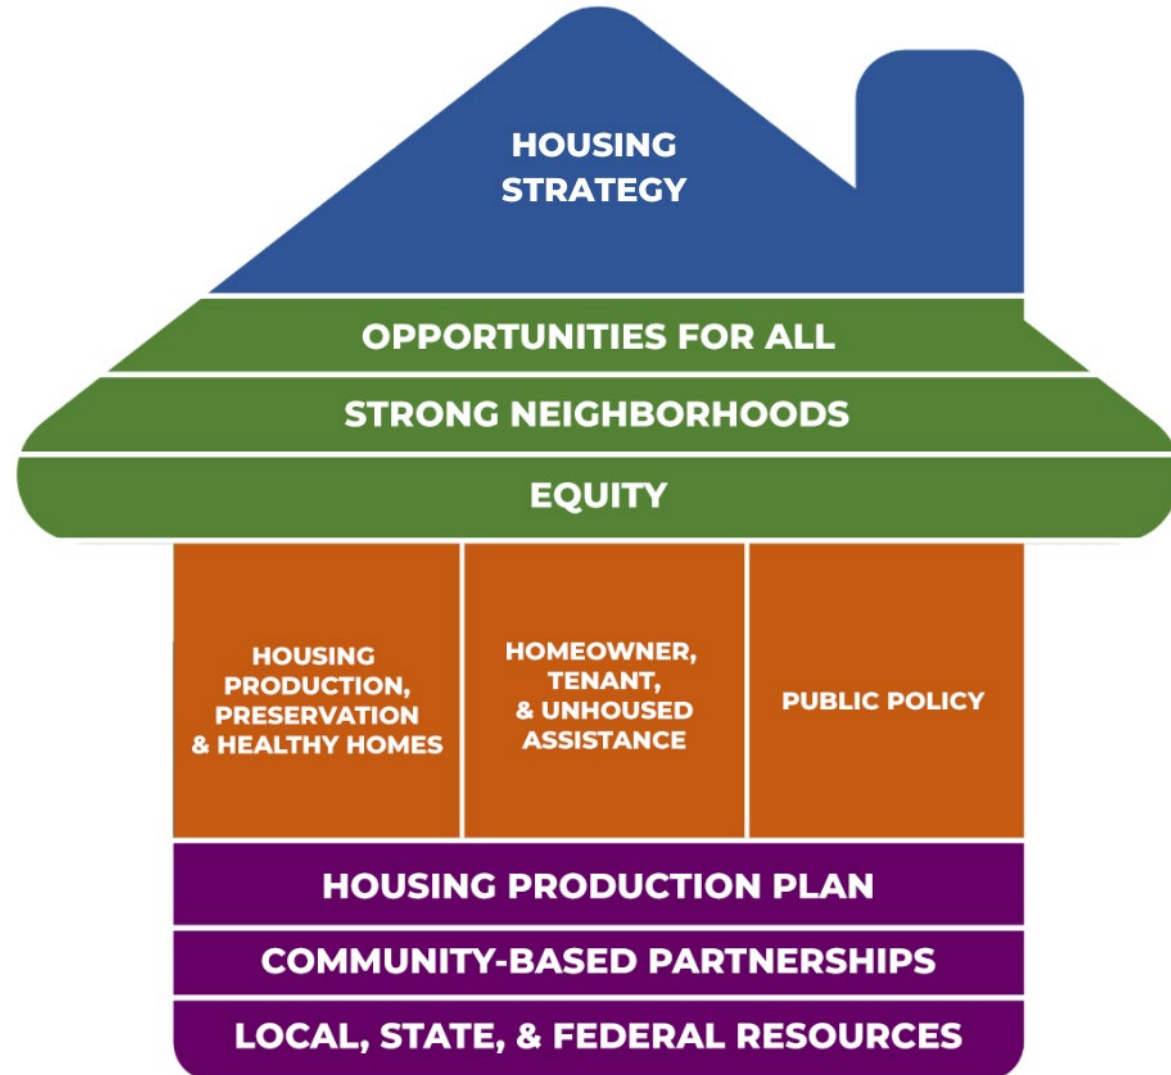 HOUSING
STRATEGY
OPPORTUNITIES FOR ALL
STRONG NEIGHBORHOODS
EQUITY
HOUSING
PRODUCTION,
PRESERVATION
& HEALTHY HOMES
HOMEOWNER,
TENANT,
& UNHOUSED
ASSISTANCE
PUBLIC POLICY
HOUSING PRODUCTION PLAN
COMMUNITY-BASED PARTNERSHIPS
LOCAL, STATE, & FEDERAL RESOURCES